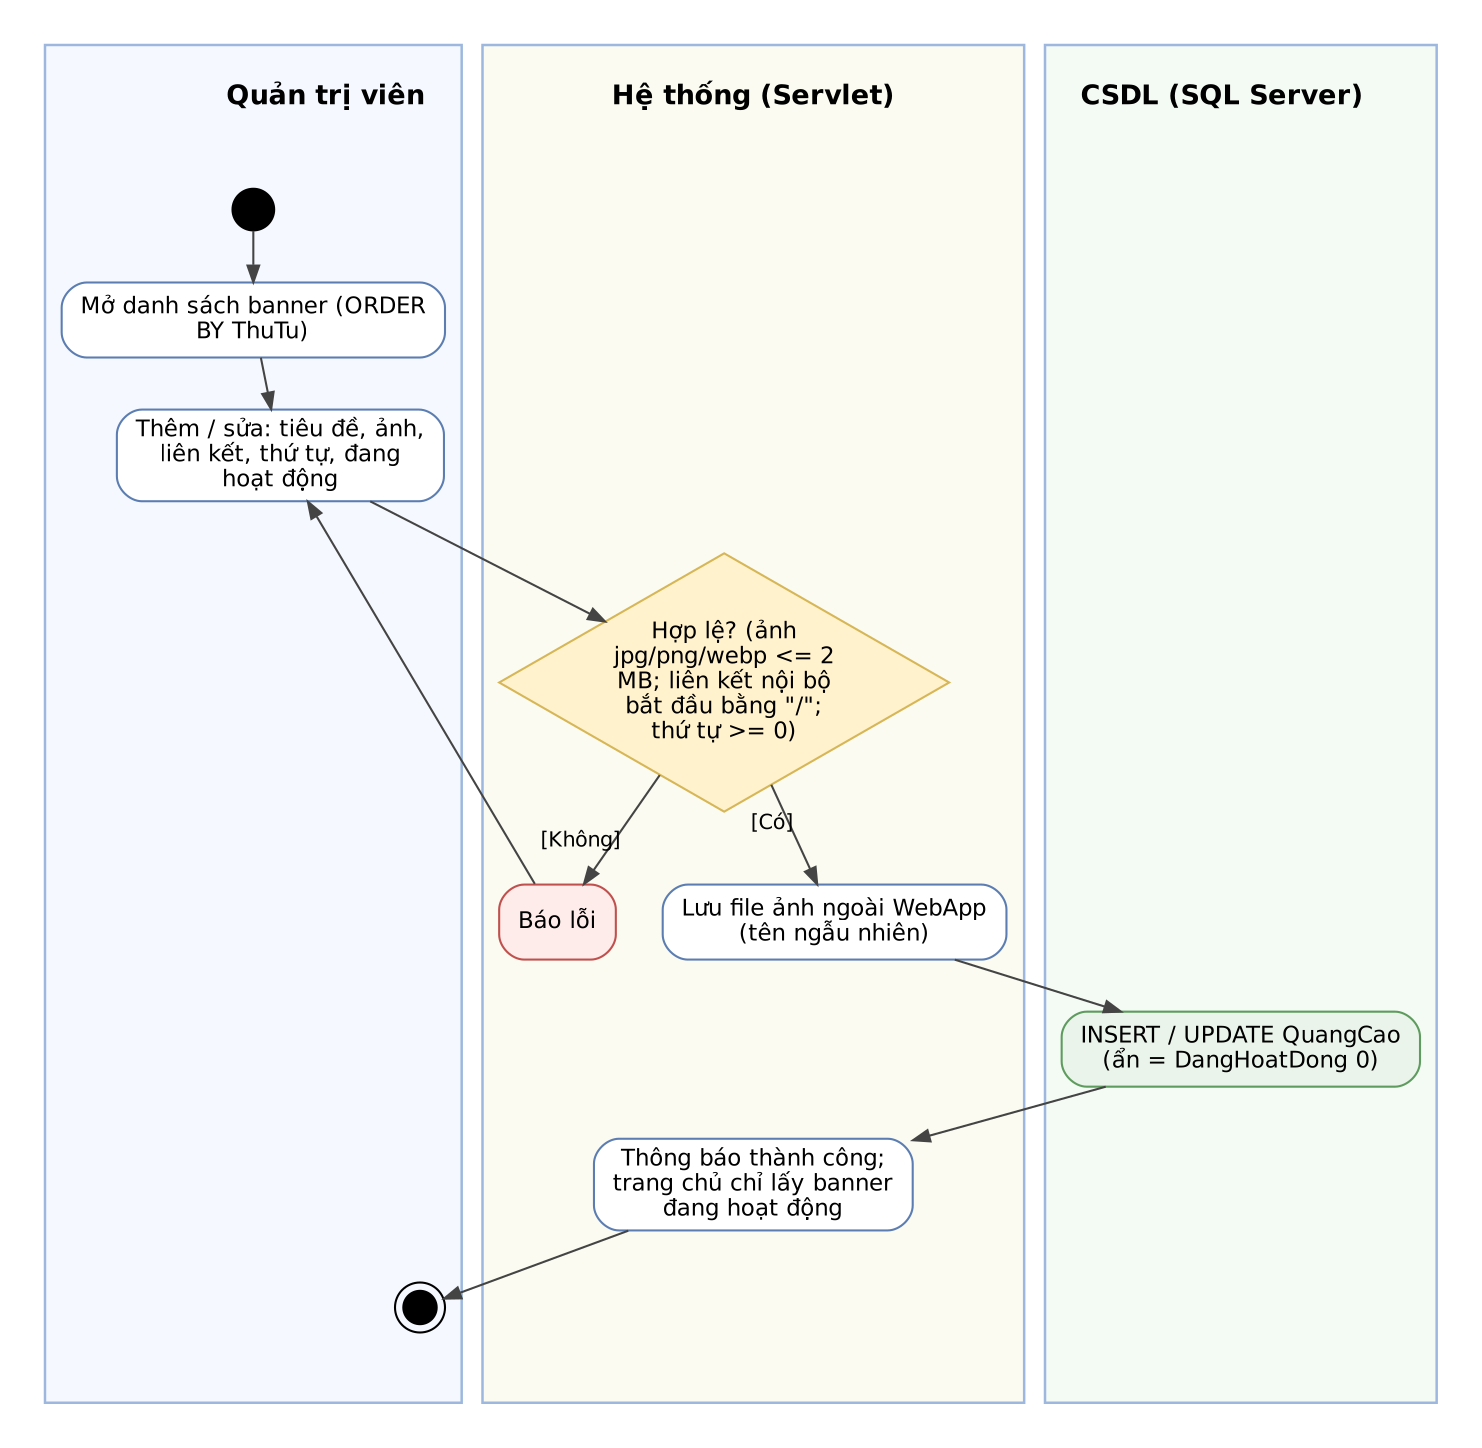 Quản trị viên
Hệ thống (Servlet)
CSDL (SQL Server)
Mở danh sách banner (ORDER
BY ThuTu)
Thêm / sửa: tiêu đề, ảnh,
liên kết, thứ tự, đang
hoạt động
Hợp lệ? (ảnh
jpg/png/webp <= 2
MB; liên kết nội bộ
bắt đầu bằng "/";
thứ tự >= 0)
[Không]
[Có]
Báo lỗi
Lưu file ảnh ngoài WebApp
(tên ngẫu nhiên)
INSERT / UPDATE QuangCao
(ẩn = DangHoatDong 0)
Thông báo thành công;
trang chủ chỉ lấy banner
đang hoạt động